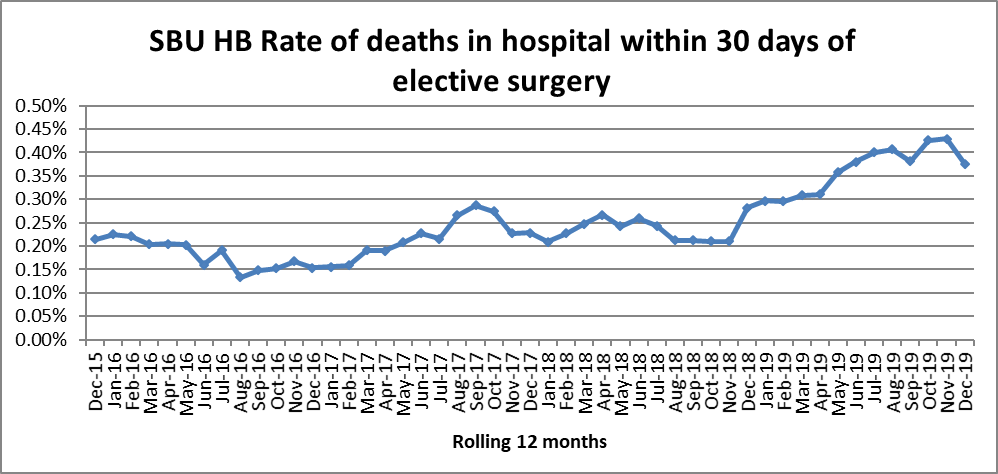 SBU HB Rate of deaths in hospital within 30 days of
elective surgery
0.50%
0.45%
0.40%
0.35%
0.30%
0.25%
0.20%
0.15%
0.10%
0.05%
0.00%
Dec-15
Jan-16
Feb-16
Mar-16
Apr-16
May-16
Jun-16
Jul-16
Aug-16
Sep-16
Oct-16
Nov-16
Dec-16
Jan-17
Feb-17
Mar-17
Apr-17
May-17
Jun-17
Jul-17
Aug-17
Sep-17
Oct-17
Nov-17
Dec-17
Jan-18
Feb-18
Mar-18
Apr-18
May-18
Jun-18
Jul-18
Aug-18
Sep-18
Oct-18
Nov-18
Dec-18
Jan-19
Feb-19
Mar-19
Apr-19
May-19
Jun-19
Jul-19
Aug-19
Sep-19
Oct-19
Nov-19
Dec-19
Rolling 12 months